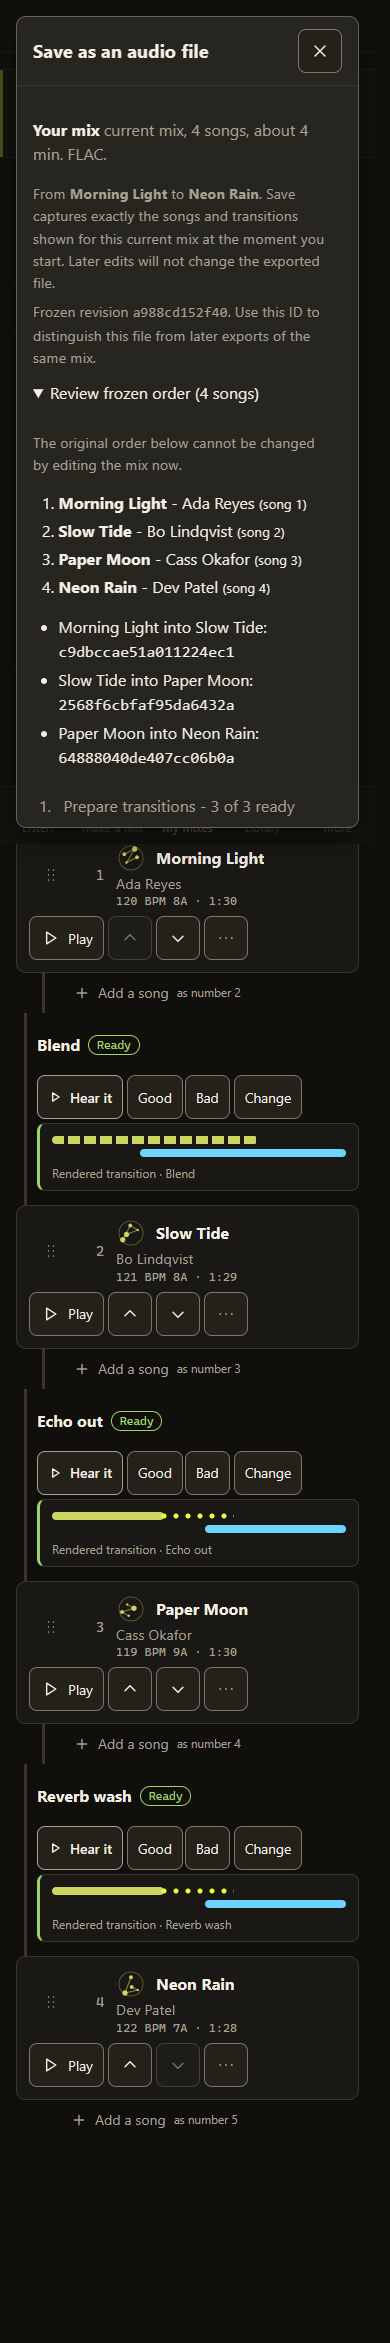 Save as an audio file
Your mix current mix, 4 songs, about 4
min. FLAC.
From Morning Light to Neon Rain. Save
captures exactly the songs and transitions
shown for this current mix at the moment you
start. Later edits will not change the exported
file.
Frozen revision a988cd152f40. Use this ID to
distinguish this file from later exports of the
same mix.
▼ Review frozen order (4 songs)
The original order below cannot be changed
by editing the mix now.
1. Morning Light - Ada Reyes (song 1)
2. Slow Tide - Bo Lindqvist (song 2)
3. Paper Moon - Cass Okafor (song 3)
4. Neon Rain - Dev Patel (song 4)
• Morning Light into Slow Tide:
c9dbccae51a011224ec1
• Slow Tide into Paper Moon:
2568f6cbfaf95da6432a
• Paper Moon into Neon Rain:
64888040de407cc06b0a
1. Prepare transitions - 3 of 3 ready
Listen Make a Mix My Mixes Library More
1 Morning Light
Ada Reyes
120 BPM 8A · 1:30
Play ···
+ Add a song as number 2
Blend Ready
Hear it Good Bad Change
Rendered transition · Blend
2 Slow Tide
Bo Lindqvist
121 BPM 8A · 1:29
Play ···
+ Add a song as number 3
Echo out Ready
Hear it Good Bad Change
Rendered transition · Echo out
3 Paper Moon
Cass Okafor
119 BPM 9A · 1:30
Play ···
+ Add a song as number 4
Reverb wash Ready
Hear it Good Bad Change
Rendered transition · Reverb wash
4 Neon Rain
Dev Patel
122 BPM 7A · 1:28
Play ···
+ Add a song as number 5